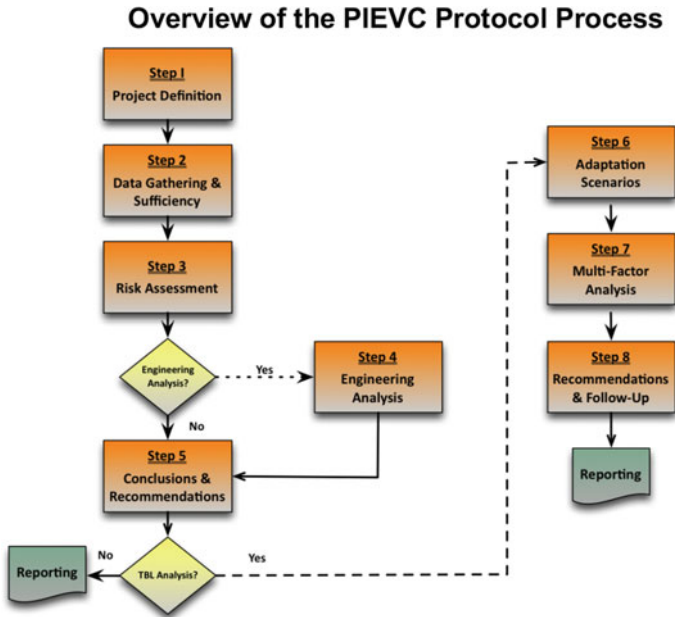 Overview of the PIEVC Protocol Process
Step I
Project Definition
Step 2
Data Gathering &
Sufficiency
Step 3
Risk Assessment
Engineering
Analysis?
Yes
No
Step 4
Engineering
Analysis
Step 5
Conclusions &
Recommendations
TBL Analysis?
No
Reporting
Yes
Step 6
Adaptation
Scenarios
Step 7
Multi-Factor
Analysis
Step 8
Recommendations
& Follow-Up
Reporting